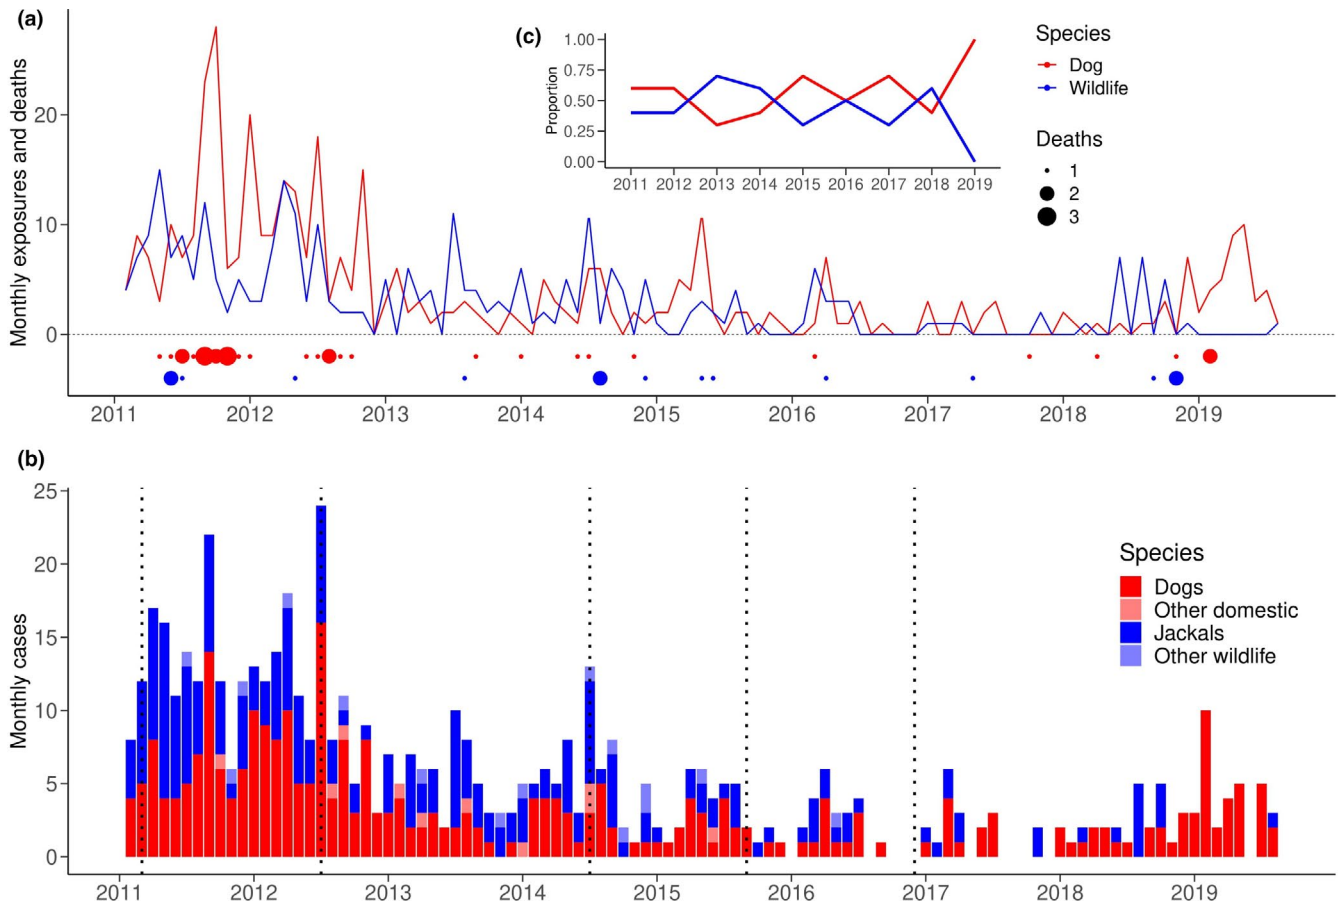 (a)
Monthly exposures and deaths
20
10
0
2011 2012 2013 2014 2015 2016 2017 2018 2019
(c)
Proportion
1.00
0.75
0.50
0.25
0.00
2011 2012 2013 2014 2015 2016 2017 2018 2019
Species
Dog
Wildlife
Deaths
1
2
3
(b)
Monthly cases
25
20
15
10
5
0
2011 2012 2013 2014 2015 2016 2017 2018 2019
Species
Dogs
Other domestic
Jackals
Other wildlife